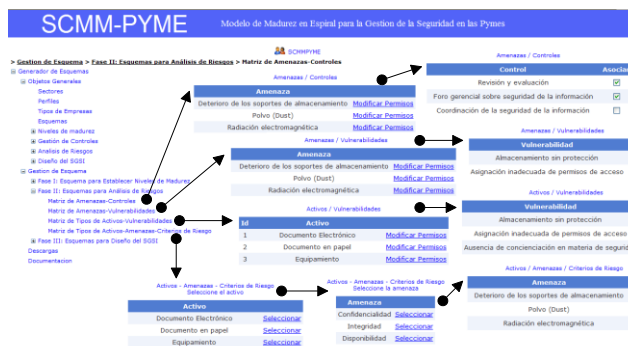 SCMM-PYME
Modelo de Madurez en Espiral para la Gestion de la Seguridad en las Pymes
SCMMPYME
> Gestion de Esquema > Fase II: Esquemas para Análisis de Riesgos > Matriz de Amenazas-Controles
Generador de Esquemas
Objetos Generales
Sectores
Perfiles
Tipos de Empresas
Esquemas
Niveles de madurez
Gestión de Controles
Analisis de Riesgos
Diseño del SGSI
Gestion de Esquema
Fase I: Esquema para Establecer Niveles de Madurez
Fase II: Esquemas para Análisis de Riesgos
Matriz de Amenazas-Controles
Matriz de Amenazas-Vulnerabilidades
Matriz de Tipos de Activos-Vulnerabilidades
Matriz de Tipos de Activos-Amenazas-Criterios de Riesgo
Fase III: Esquemas para Diseño del SGSI
Descargas
Documentacion
Amenazas / Controles
Amenaza
Deterioro de los soportes de almacenamiento Modificar Permisos
Polvo (Dust) Modificar Permisos
Radiación electromagnética Modificar Permisos
Amenazas / Controles
Control Asociar
Revisión y evaluación
Foro gerencial sobre seguridad de la información
Coordinación de la seguridad de la información
Amenazas / Vulnerabilidades
Amenaza
Deterioro de los soportes de almacenamiento Modificar Permisos
Polvo (Dust) Modificar Permisos
Radiación electromagnética Modificar Permisos
Amenazas / Vulnerabilidades
Vulnerabilidad
Almacenamiento sin protección
Asignación inadecuada de permisos de acceso
Activos / Vulnerabilidades
Id Activo
1 Documento Electrónico Modificar Permisos
2 Documento en papel Modificar Permisos
3 Equipamiento Modificar Permisos
Activos / Vulnerabilidades
Vulnerabilidad
Almacenamiento sin protección
Asignación inadecuada de permisos de acceso
Ausencia de concienciación en materia de segurid
Activos - Amenazas - Criterios de Riesgo
Seleccione el activo
Activo
Documento Electrónico Seleccionar
Documento en papel Seleccionar
Equipamiento Seleccionar
Activos - Amenazas - Criterios de Riesgo
Seleccione la amenaza
Amenaza
Confidencialidad Seleccionar
Integridad Seleccionar
Disponibilidad Seleccionar
Activos / Amenazas / Criterios de Riesgo
Amenaza
Deterioro de los soportes de almacenamiento
Polvo (Dust)
Radiación electromagnética